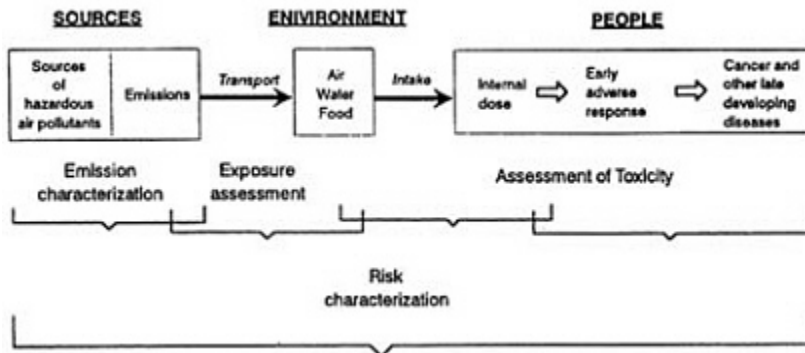 SOURCES
ENIVIRONMENT
PEOPLE
Sources
of
hazardous
air pollutants
Emissions
Transport
Air
Water
Food
Intake
Internal
dose
Early
adverse
response
Cancer and
other late
developing
diseases
Emission
characterization
Exposure
assessment
Assessment of Toxicity
Risk
characterization